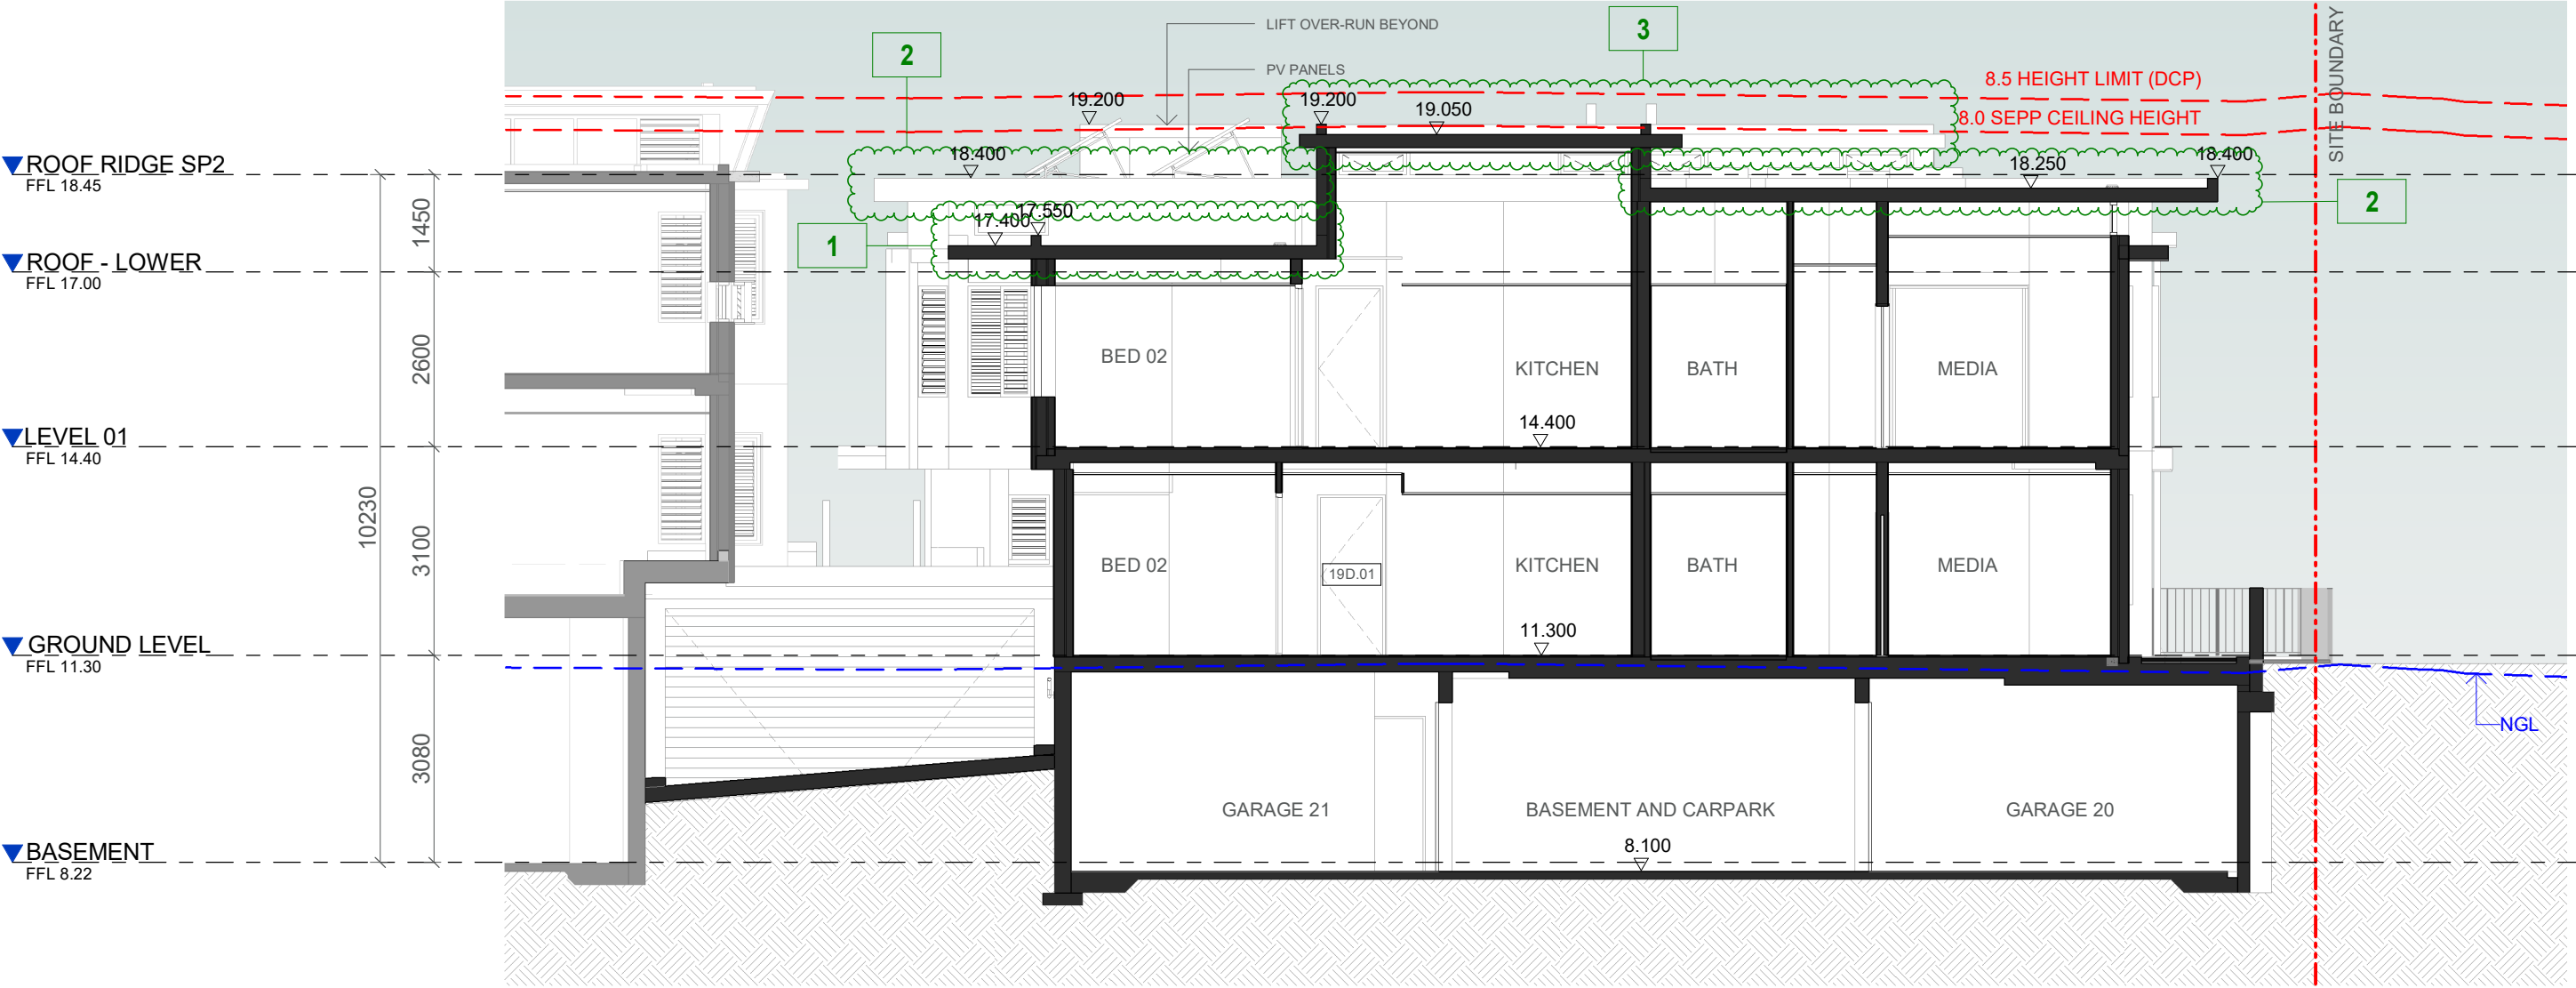 LIFT OVER-RUN BEYOND
3
SITE BOUNDARY
2
PV PANELS
8.5 HEIGHT LIMIT (DCP)
19.200
19.200
19.050
8.0 SEPP CEILING HEIGHT
ROOF RIDGE SP2
FFL 18.45
18.400
18.250
18.400
2
1450
17.550
17.400
1
ROOF - LOWER
FFL 17.00
2600
BED 02
KITCHEN
BATH
MEDIA
14.400
LEVEL 01
FFL 14.40
10230
3100
BED 02
19D.01
KITCHEN
BATH
MEDIA
11.300
GROUND LEVEL
FFL 11.30
NGL
3080
GARAGE 21
BASEMENT AND CARPARK
GARAGE 20
8.100
BASEMENT
FFL 8.22